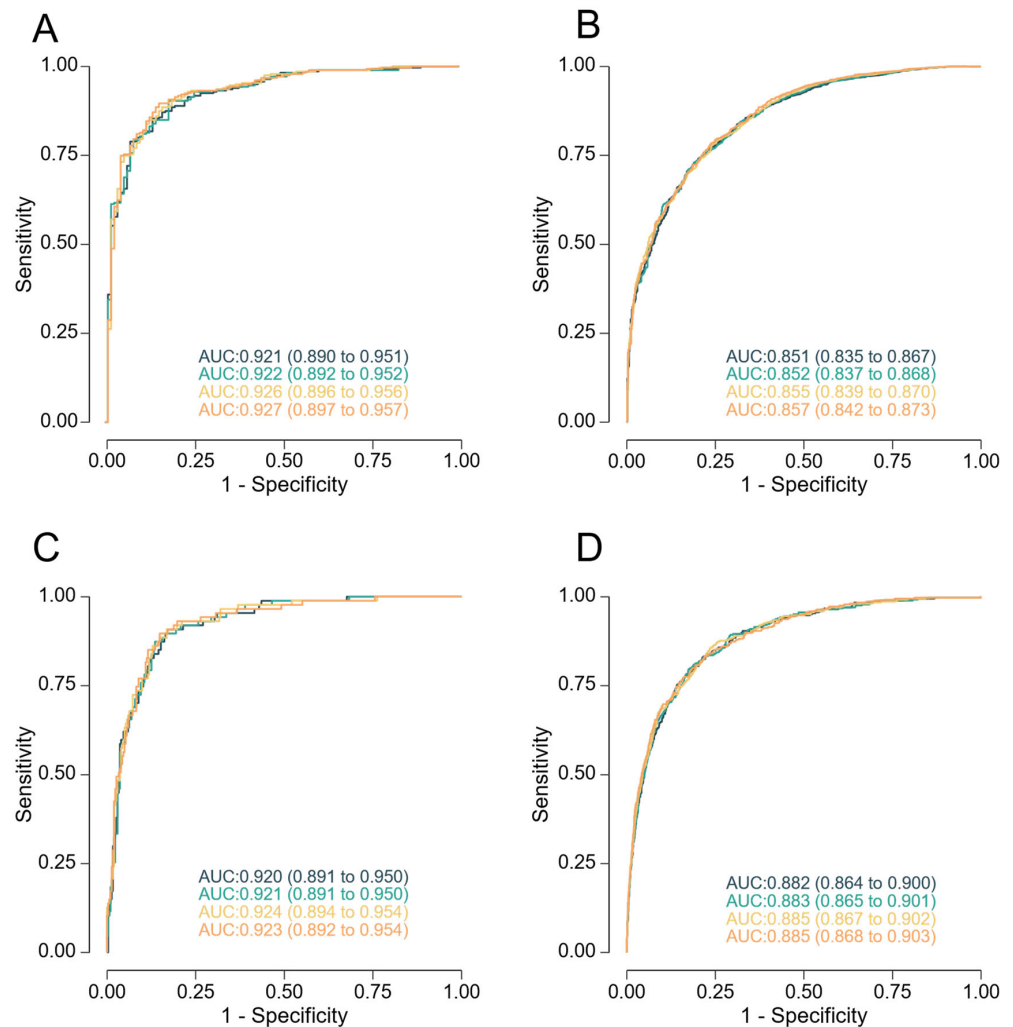 A
1.00
0.75
0.50
0.25
0.00
Sensitivity
AUC:0.921 (0.890 to 0.951)
AUC:0.922 (0.892 to 0.952)
AUC:0.926 (0.896 to 0.956)
AUC:0.927 (0.897 to 0.957)
0.00 0.25 0.50 0.75 1.00
1 - Specificity
B
1.00
0.75
0.50
0.25
0.00
Sensitivity
AUC:0.851 (0.835 to 0.867)
AUC:0.852 (0.837 to 0.868)
AUC:0.855 (0.839 to 0.870)
AUC:0.857 (0.842 to 0.873)
0.00 0.25 0.50 0.75 1.00
1 - Specificity
C
1.00
0.75
0.50
0.25
0.00
Sensitivity
AUC:0.920 (0.891 to 0.950)
AUC:0.921 (0.891 to 0.950)
AUC:0.924 (0.894 to 0.954)
AUC:0.923 (0.892 to 0.954)
0.00 0.25 0.50 0.75 1.00
1 - Specificity
D
1.00
0.75
0.50
0.25
0.00
Sensitivity
AUC:0.882 (0.864 to 0.900)
AUC:0.883 (0.865 to 0.901)
AUC:0.885 (0.867 to 0.902)
AUC:0.885 (0.868 to 0.903)
0.00 0.25 0.50 0.75 1.00
1 - Specificity